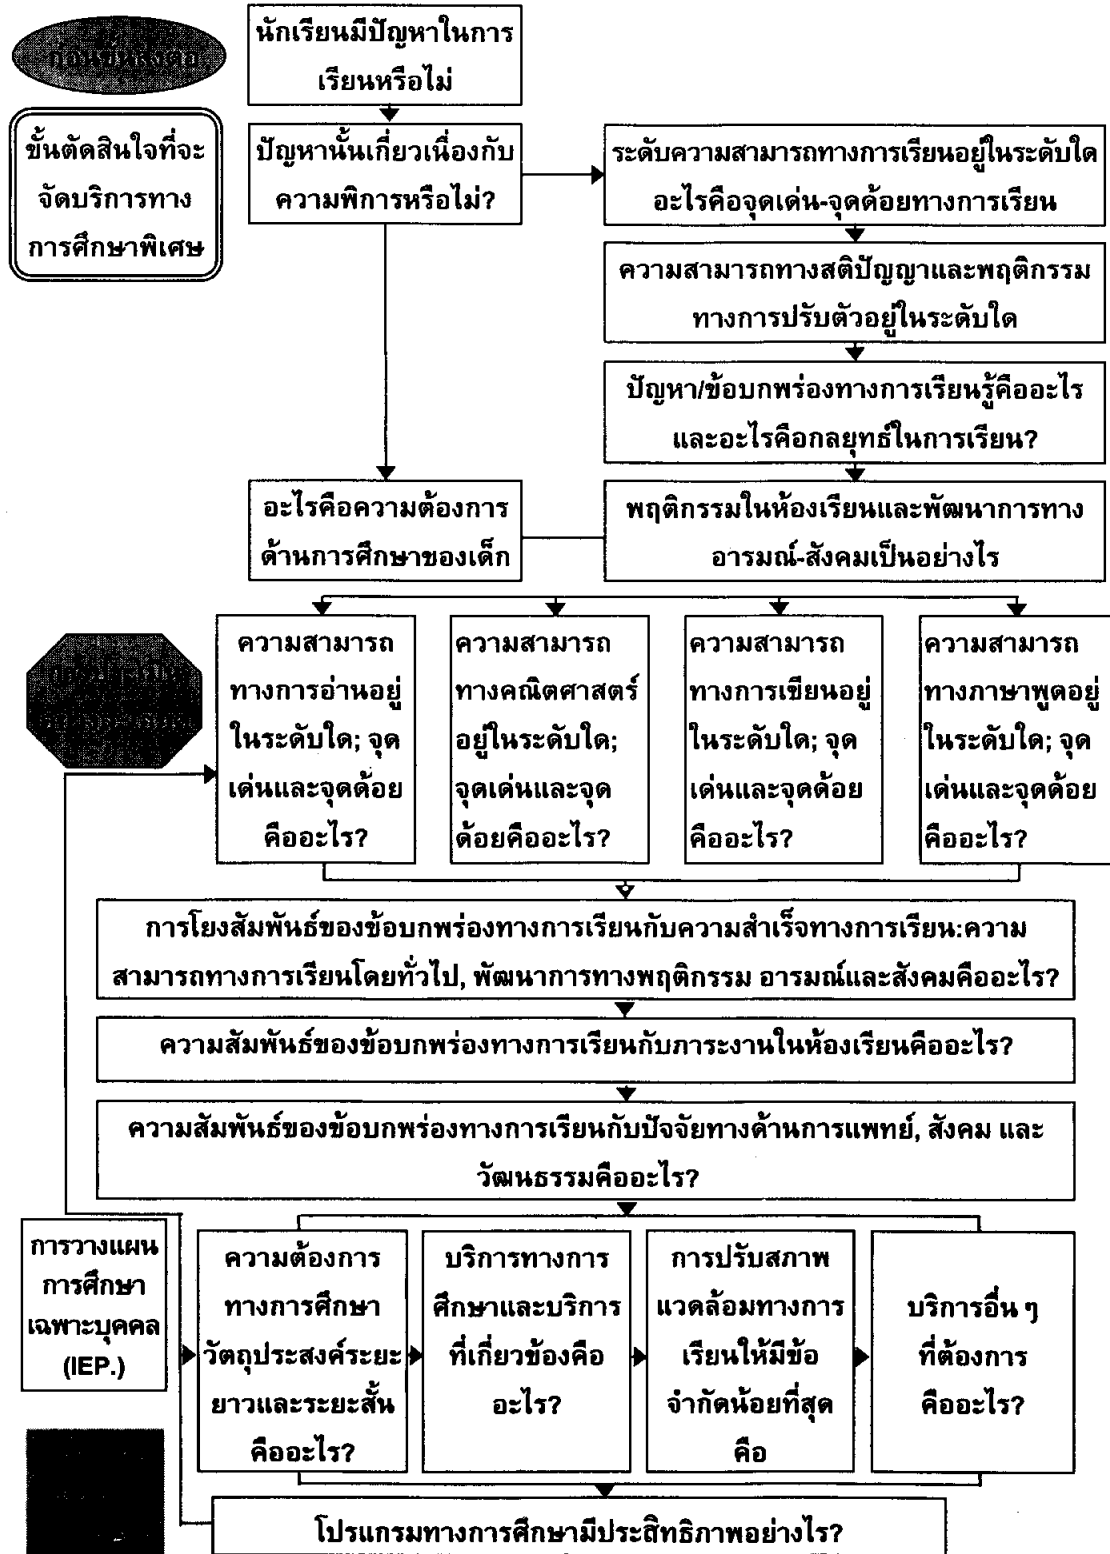 ก่อนขั้นส่งต่อ
นักเรียนมีปัญหาในการ
เรียนหรือไม่
ขั้นตัดสินใจที่จะ
จัดบริการทาง
การศึกษาพิเศษ
ปัญหานั้นเกี่ยวเนื่องกับ
ความพิการหรือไม่?
ระดับความสามารถทางการเรียนอยู่ในระดับใด
อะไรคือจุดเด่น-จุดด้อยทางการเรียน
ความสามารถทางสติปัญญาและพฤติกรรม
ทางการปรับตัวอยู่ในระดับใด
ปัญหา/ข้อบกพร่องทางการเรียนรู้คืออะไร
และอะไรคือกลยุทธ์ในการเรียน?
อะไรคือความต้องการ
ด้านการศึกษาของเด็ก
พฤติกรรมในห้องเรียนและพัฒนาการทาง
อารมณ์-สังคมเป็นอย่างไร
ความสามารถ
ทางการอ่านอยู่
ในระดับใด; จุด
เด่นและจุดด้อย
คืออะไร?
ความสามารถ
ทางคณิตศาสตร์
อยู่ในระดับใด;
จุดเด่นและจุด
ด้อยคืออะไร?
ความสามารถ
ทางการเขียนอยู่
ในระดับใด; จุด
เด่นและจุดด้อย
คืออะไร?
ความสามารถ
ทางภาษาพูดอยู่
ในระดับใด; จุด
เด่นและจุดด้อย
คืออะไร?
การโยงสัมพันธ์ของข้อบกพร่องทางการเรียนกับความสำเร็จทางการเรียน:ความ
สามารถทางการเรียนโดยทั่วไป, พัฒนาการทางพฤติกรรม อารมณ์และสังคมคืออะไร?
ความสัมพันธ์ของข้อบกพร่องทางการเรียนกับภาระงานในห้องเรียนคืออะไร?
ความสัมพันธ์ของข้อบกพร่องทางการเรียนกับปัจจัยทางด้านการแพทย์, สังคม และ
วัฒนธรรมคืออะไร?
การวางแผน
การศึกษา
เฉพาะบุคคล
(IEP.)
ความต้องการ
ทางการศึกษา
วัตถุประสงค์ระยะ
ยาวและระยะสั้น
คืออะไร?
บริการทางการ
ศึกษาและบริการ
ที่เกี่ยวข้องคือ
อะไร?
การปรับสภาพ
แวดล้อมทางการ
เรียนให้มีข้อ
จำกัดน้อยที่สุด
คือ
บริการอื่น ๆ
ที่ต้องการ
คืออะไร?
โปรแกรมทางการศึกษามีประสิทธิภาพอย่างไร?